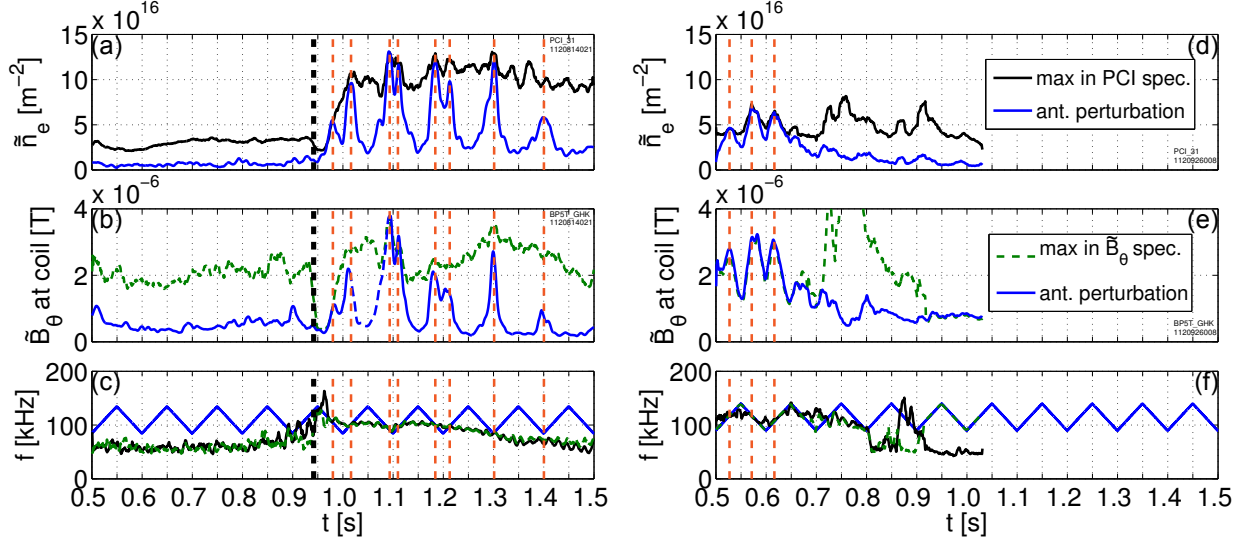 x 10^16
(a)
PCI_31
1120814021
15
10
5
0
ñ_e [m^-2]
x 10^-6
(b)
BP5T_GHK
1120814021
4
2
0
B̃_θ at coil [T]
(c)
200
100
0
f [kHz]
0.5 0.6 0.7 0.8 0.9 1.0 1.1 1.2 1.3 1.4 1.5
t [s]
x 10^16
(d)
15
10
5
0
ñ_e [m^-2]
max in PCI spec.
ant. perturbation
PCI_31
1120926008
x 10^-6
(e)
4
2
0
B̃_θ at coil [T]
max in B̃_θ spec.
ant. perturbation
BP5T_GHK
1120926008
(f)
200
100
0
f [kHz]
0.5 0.6 0.7 0.8 0.9 1.0 1.1 1.2 1.3 1.4 1.5
t [s]